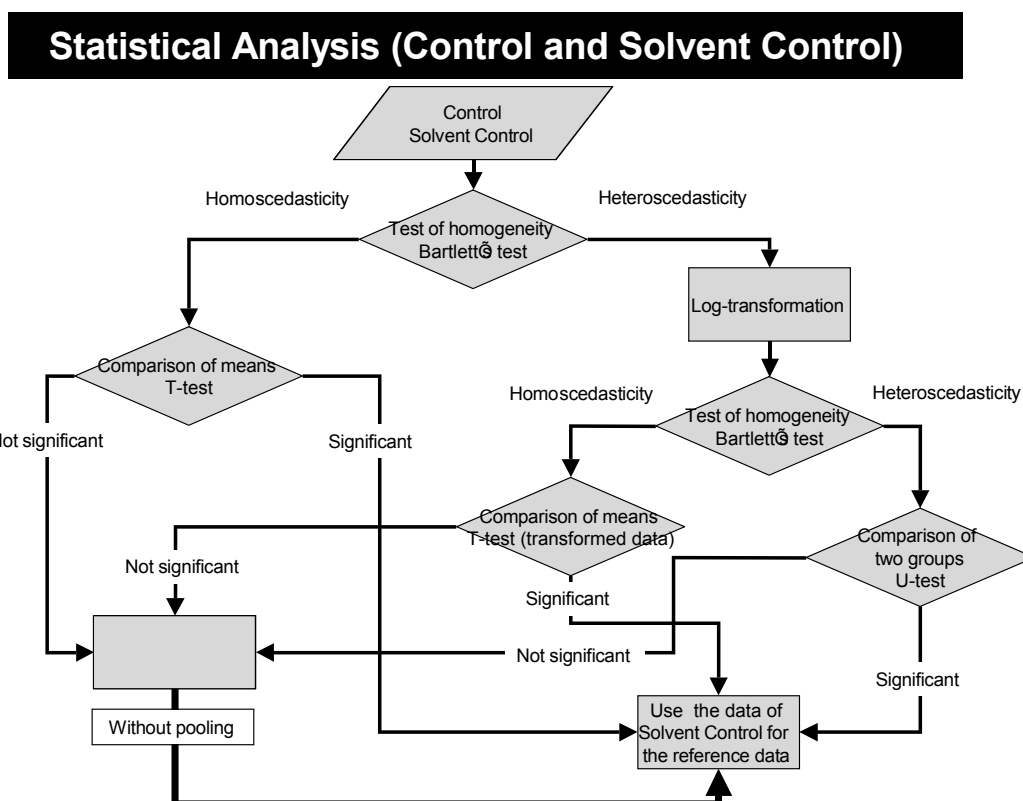 Statistical Analysis (Control and Solvent Control)
Control
Solvent Control
Homoscedasticity
Heteroscedasticity
Test of homogeneity
BartlettÕs test
Log-transformation
Comparison of means
T-test
Homoscedasticity
Heteroscedasticity
Test of homogeneity
BartlettÕs test
Not significant
Significant
Comparison of means
T-test (transformed data)
Comparison of
two groups
U-test
Not significant
Significant
Not significant
Significant
Without pooling
Use the data of
Solvent Control for
the reference data